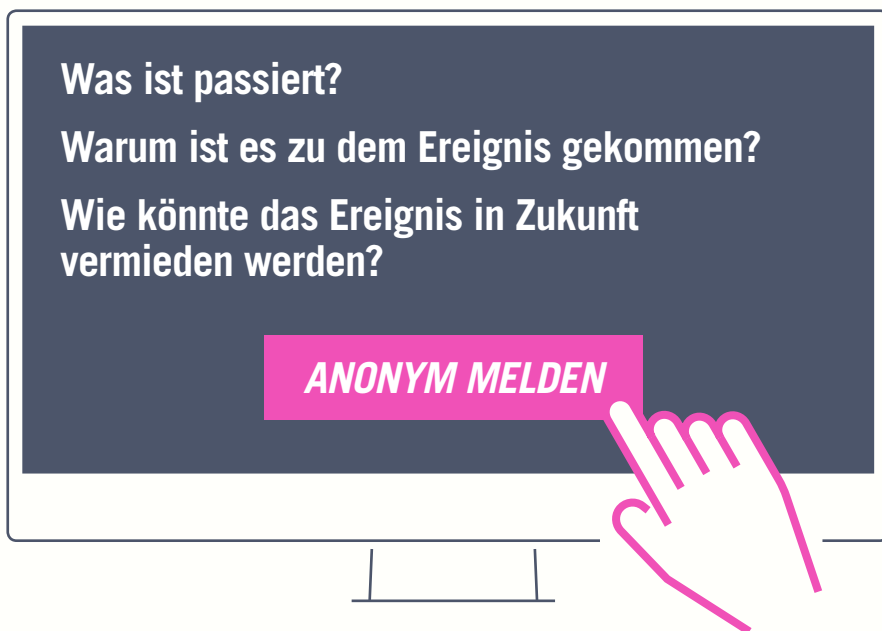 Was ist passiert?
Warum ist es zu dem Ereignis gekommen?
Wie könnte das Ereignis in Zukunft
vermieden werden?
ANONYM MELDEN